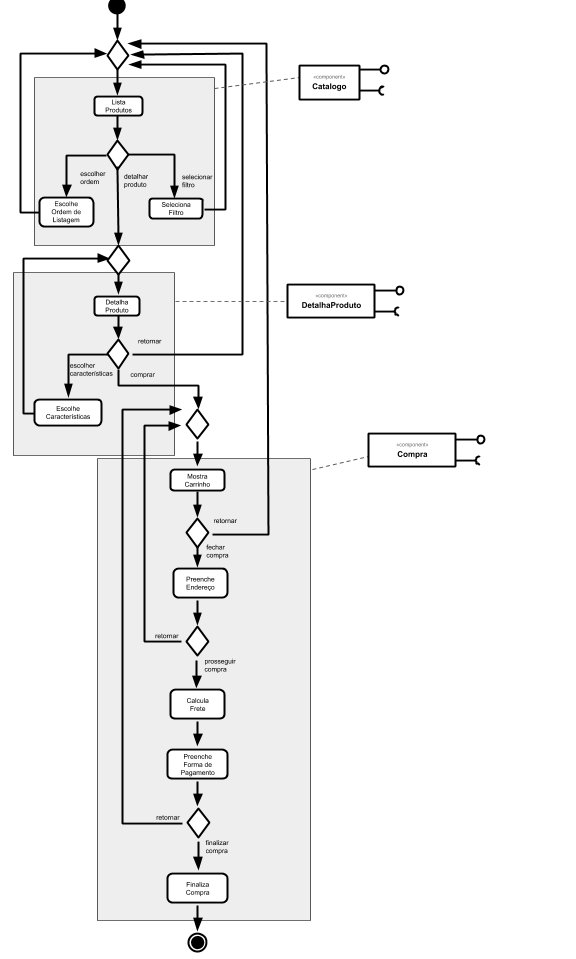 «component»
Catalogo
Lista
Produtos
escolher
ordem
detalhar
produto
selecionar
filtro
Escolhe
Ordem de
Listagem
Seleciona
Filtro
«component»
DetalhaProduto
Detalha
Produto
retornar
escolher
características
comprar
Escolhe
Características
«component»
Compra
Mostra
Carrinho
retornar
fechar
compra
Preenche
Endereço
retornar
prosseguir
compra
Calcula
Frete
Preenche
Forma de
Pagamento
retornar
finalizar
compra
Finaliza
Compra